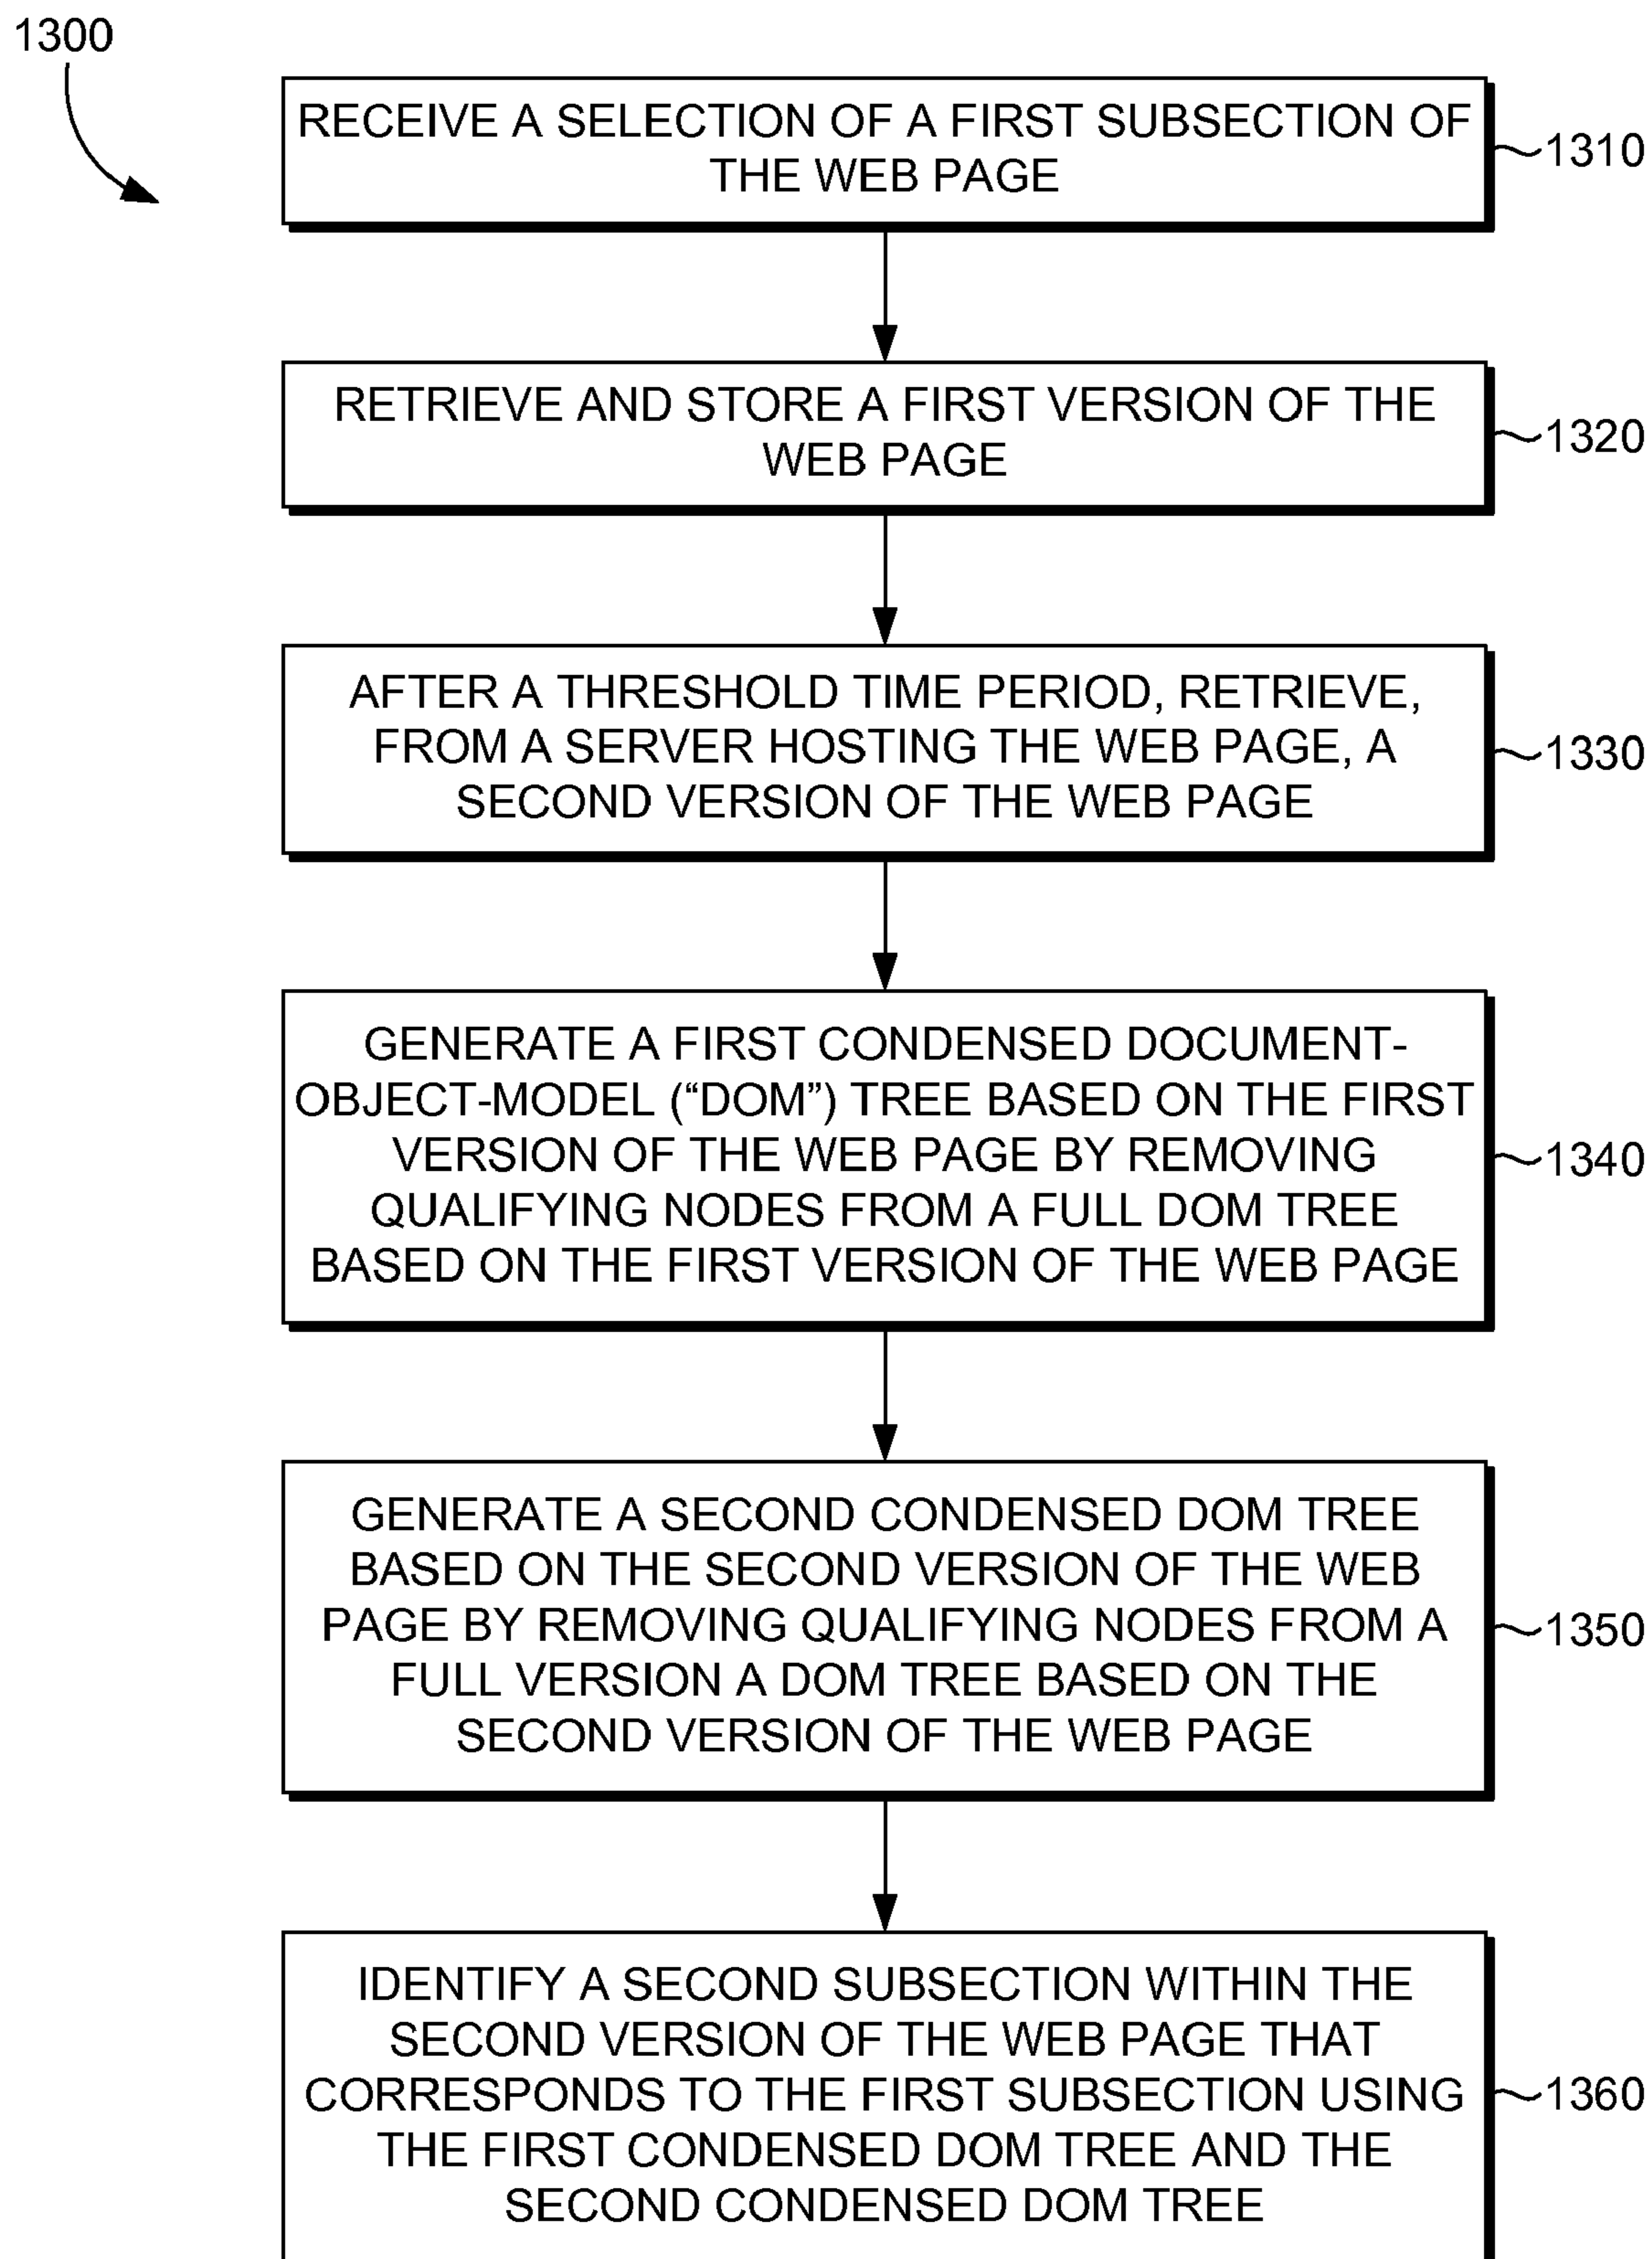 1300
RECEIVE A SELECTION OF A FIRST SUBSECTION OF
THE WEB PAGE
1310
RETRIEVE AND STORE A FIRST VERSION OF THE
WEB PAGE
1320
AFTER A THRESHOLD TIME PERIOD, RETRIEVE,
FROM A SERVER HOSTING THE WEB PAGE, A
SECOND VERSION OF THE WEB PAGE
1330
GENERATE A FIRST CONDENSED DOCUMENT-
OBJECT-MODEL (“DOM”) TREE BASED ON THE FIRST
VERSION OF THE WEB PAGE BY REMOVING
QUALIFYING NODES FROM A FULL DOM TREE
BASED ON THE FIRST VERSION OF THE WEB PAGE
1340
GENERATE A SECOND CONDENSED DOM TREE
BASED ON THE SECOND VERSION OF THE WEB
PAGE BY REMOVING QUALIFYING NODES FROM A
FULL VERSION A DOM TREE BASED ON THE
SECOND VERSION OF THE WEB PAGE
1350
IDENTIFY A SECOND SUBSECTION WITHIN THE
SECOND VERSION OF THE WEB PAGE THAT
CORRESPONDS TO THE FIRST SUBSECTION USING
THE FIRST CONDENSED DOM TREE AND THE
SECOND CONDENSED DOM TREE
1360